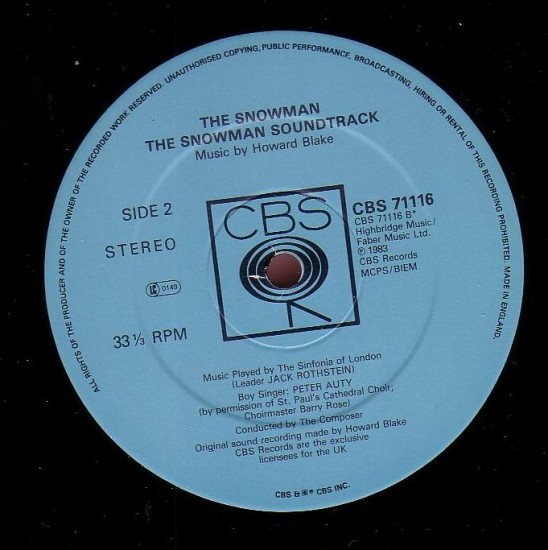 ALL RIGHTS OF THE PRODUCER AND OF THE OWNER OF THE RECORDED WORK RESERVED. UNAUTHORISED COPYING, PUBLIC PERFORMANCE, BROADCASTING, HIRING OR RENTAL OF THIS RECORDING PROHIBITED. MADE IN ENGLAND.
THE SNOWMAN
THE SNOWMAN SOUNDTRACK
Music by Howard Blake
SIDE 2
STEREO
LC 0149
33⅓ RPM
CBS
CBS 71116
CBS 71116 B*
Highbridge Music/
Faber Music Ltd.
℗ 1983
CBS Records
MCPS/BIEM
Music Played by The Sinfonia of London
(Leader JACK ROTHSTEIN)
Boy Singer: PETER AUTY
(by permission of St. Paul's Cathedral Choir;
Choirmaster Barry Rose)
Conducted by The Composer
Original sound recording made by Howard Blake
CBS Records are the exclusive
licensees for the UK
CBS & ® CBS INC.